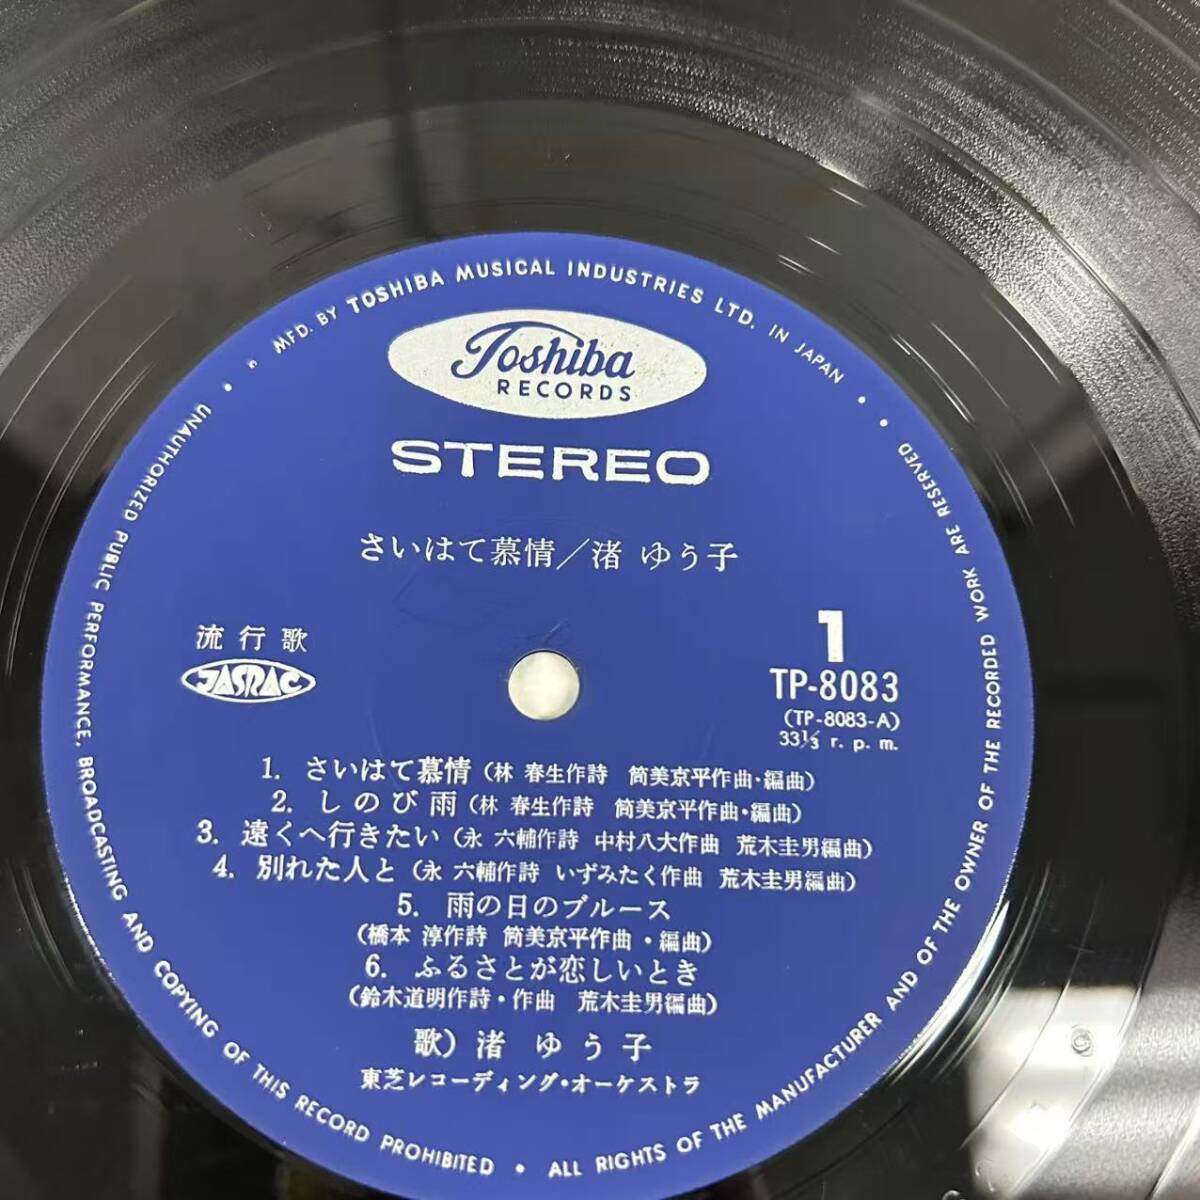 MFD. BY TOSHIBA MUSICAL INDUSTRIES LTD. IN JAPAN
Toshiba
RECORDS
STEREO
さいはて慕情/渚 ゆう子
流行歌
JASRAC
1
TP-8083
(TP-8083-A)
33⅓ r. p. m.
1. さいはて慕情 (林 春生作詩 筒美京平作曲・編曲)
2. しのび雨 (林 春生作詩 筒美京平作曲・編曲)
3. 遠くへ行きたい (永 六輔作詩 中村八大作曲 荒木圭男編曲)
4. 別れた人と (永 六輔作詩 いずみたく作曲 荒木圭男編曲)
5. 雨の日のブルース
(橋本 淳作詩 筒美京平作曲・編曲)
6. ふるさとが恋しいとき
(鈴木道明作詩・作曲 荒木圭男編曲)
歌) 渚 ゆう子
東芝レコーディング・オーケストラ
ALL RIGHTS OF THE MANUFACTURER AND OF THE OWNER OF THE RECORDED WORK ARE RESERVED
UNAUTHORIZED PUBLIC PERFORMANCE, BROADCASTING AND COPYING OF THIS RECORD PROHIBITED